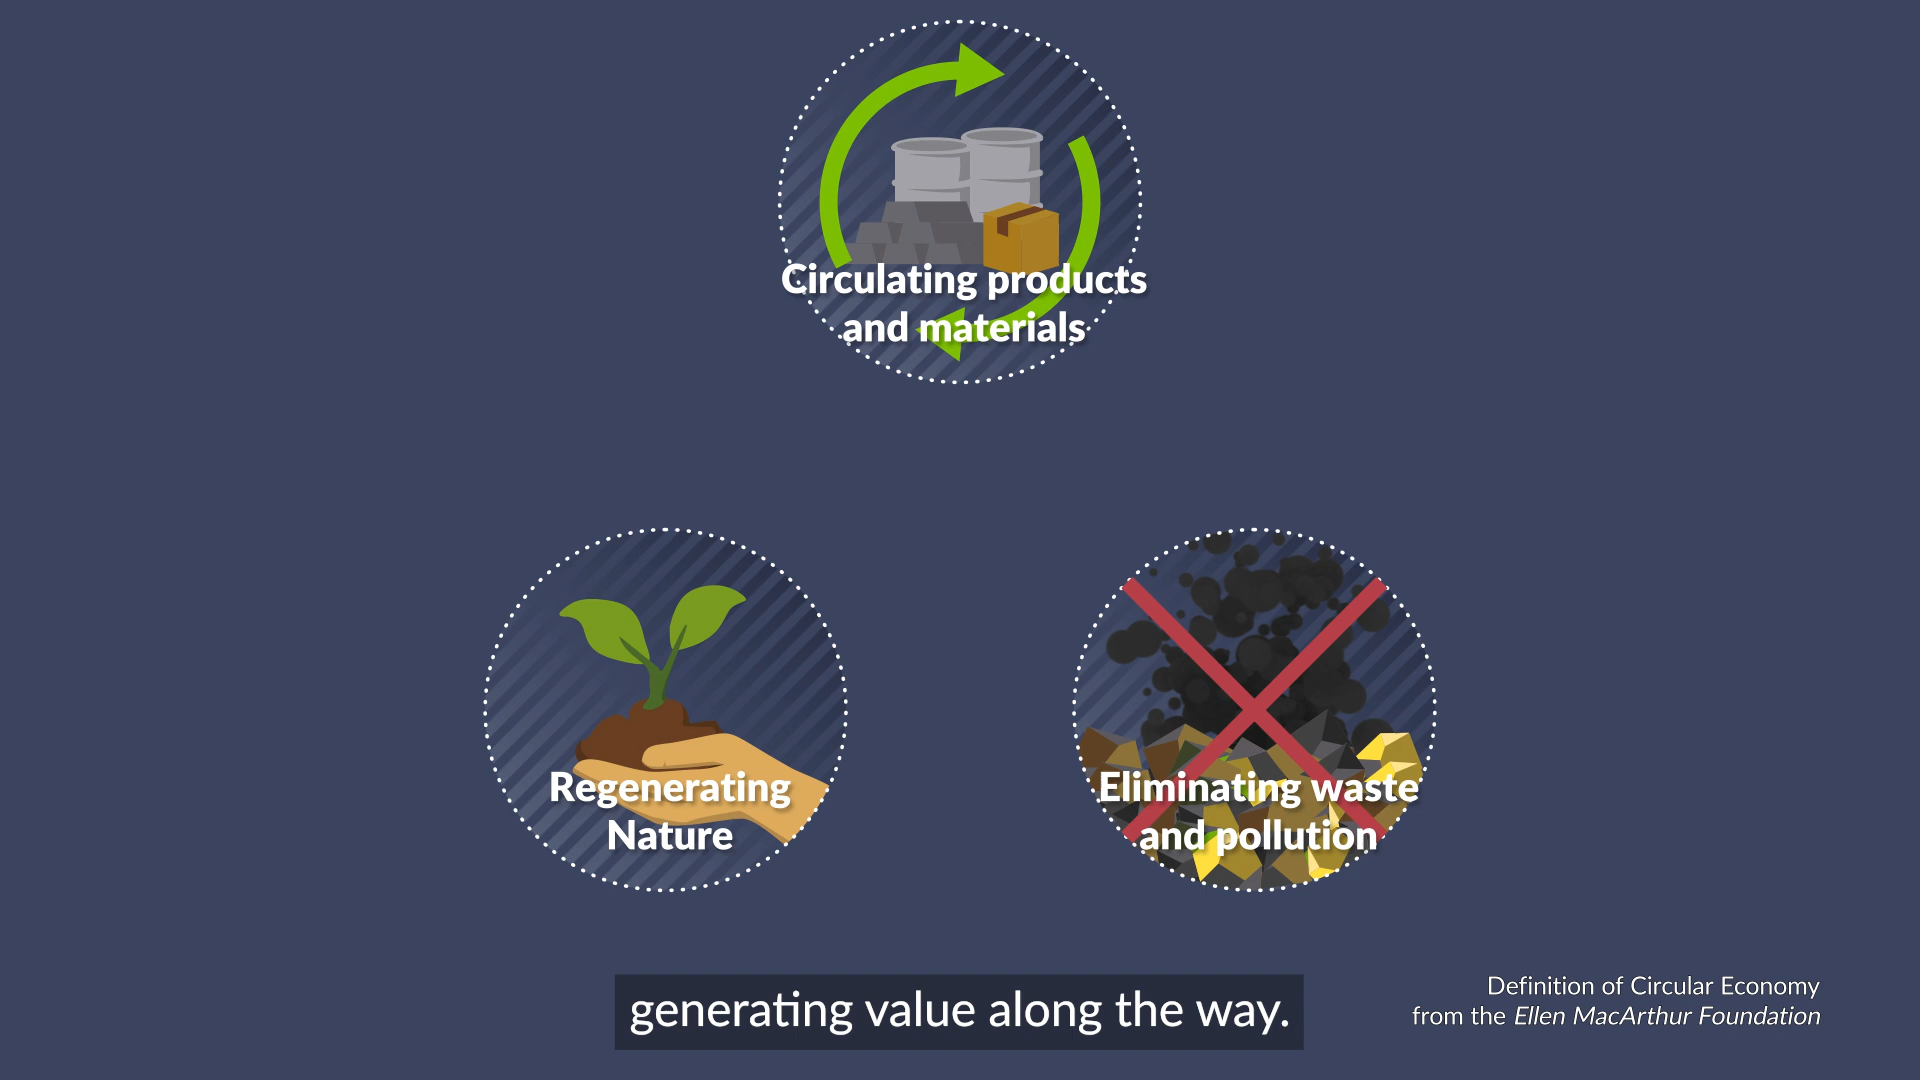 Circulating products
and materials
Regenerating
Nature
Eliminating waste
and pollution
generating value along the way.
Definition of Circular Economy
from the Ellen MacArthur Foundation